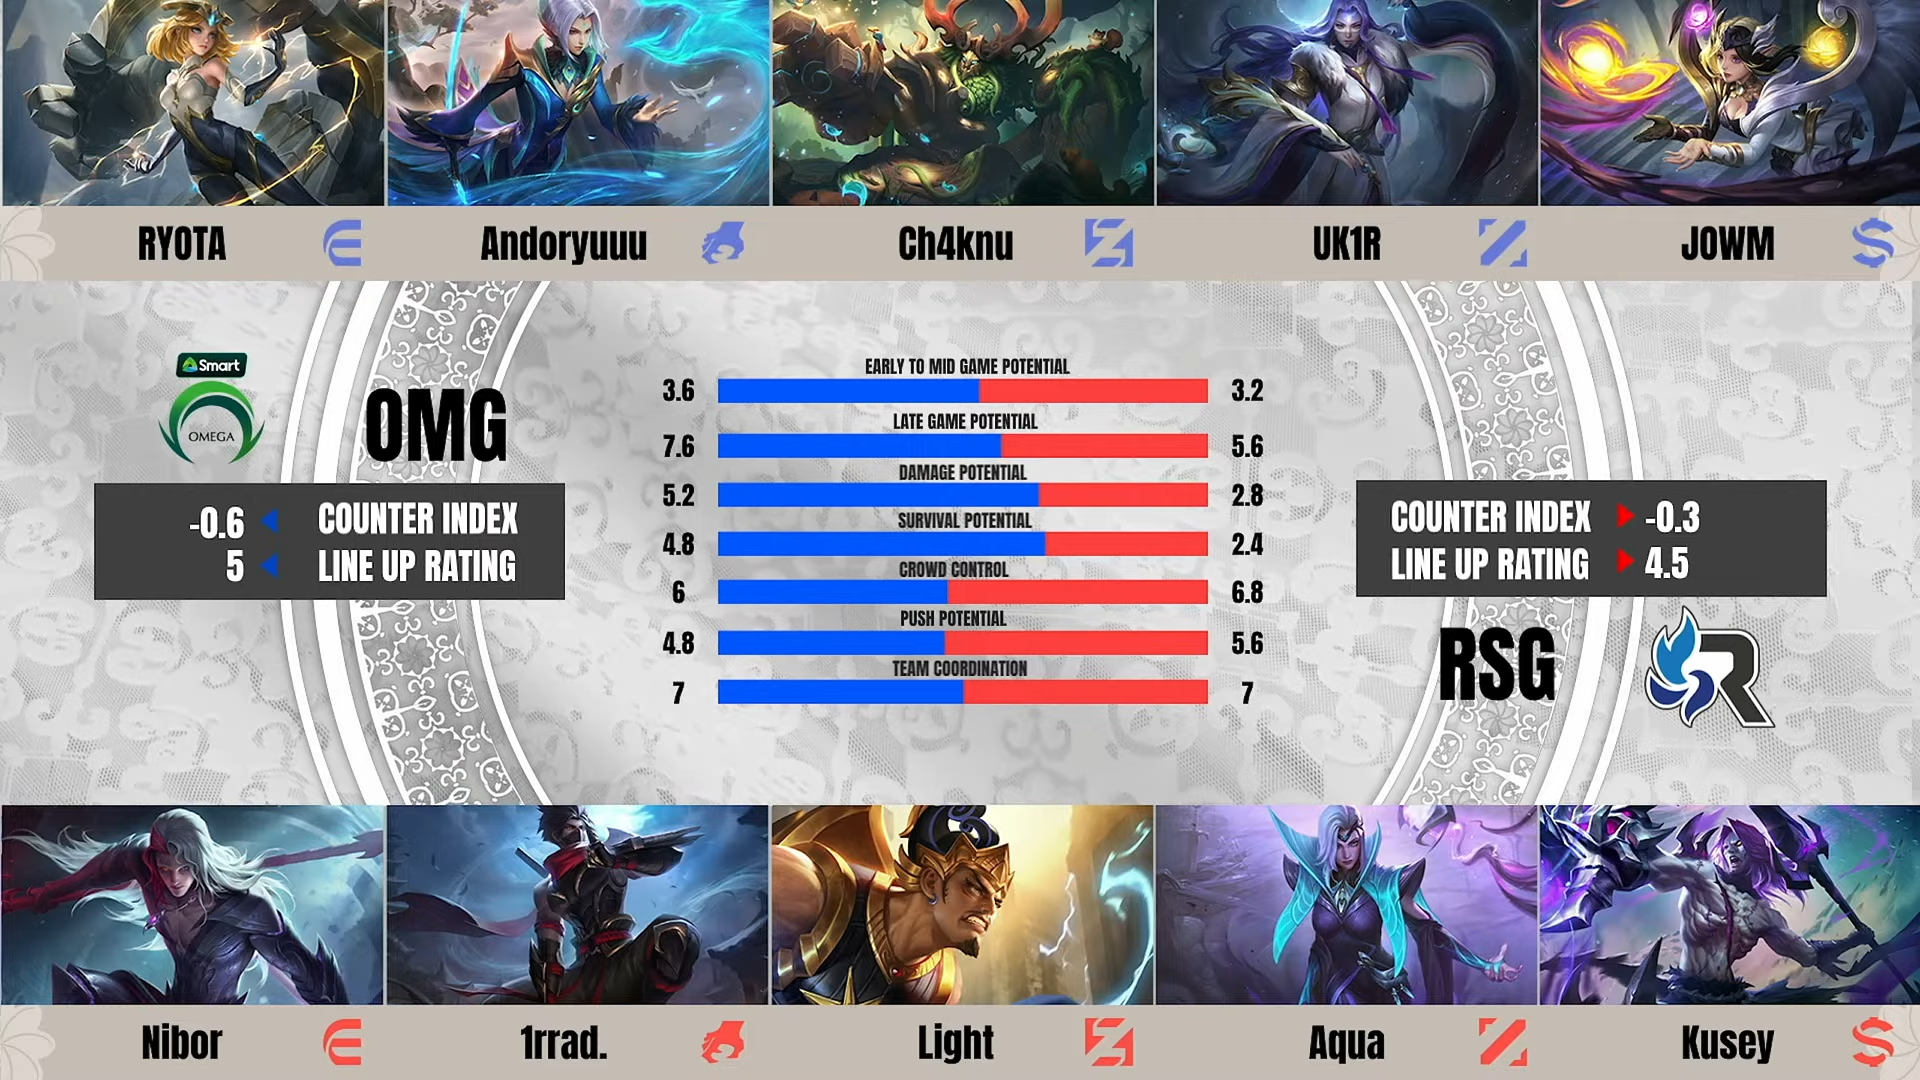 RYOTA
Andoryuuu
Ch4knu
UK1R
JOWM
Smart
OMEGA
OMG
-0.6 COUNTER INDEX
5 LINE UP RATING
EARLY TO MID GAME POTENTIAL
3.6 3.2
LATE GAME POTENTIAL
7.6 5.6
DAMAGE POTENTIAL
5.2 2.8
SURVIVAL POTENTIAL
4.8 2.4
CROWD CONTROL
6 6.8
PUSH POTENTIAL
4.8 5.6
TEAM COORDINATION
7 7
COUNTER INDEX -0.3
LINE UP RATING 4.5
RSG
R
Nibor
1rrad.
Light
Aqua
Kusey